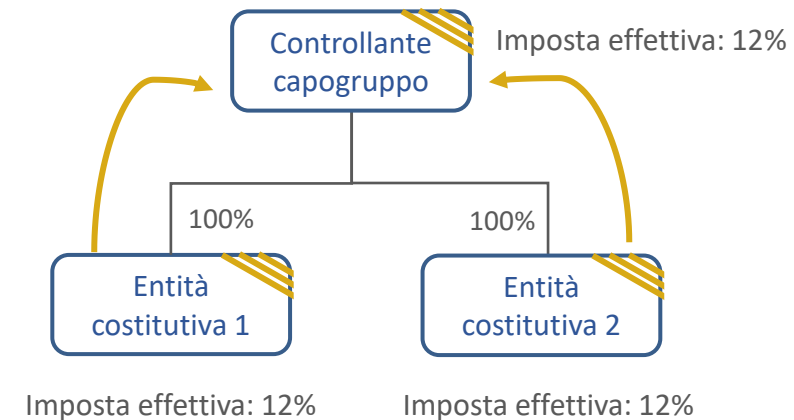 Controllante
capogruppo
Imposta effettiva: 12%
100%
100%
Entità
costitutiva 1
Entità
costitutiva 2
Imposta effettiva: 12%
Imposta effettiva: 12%